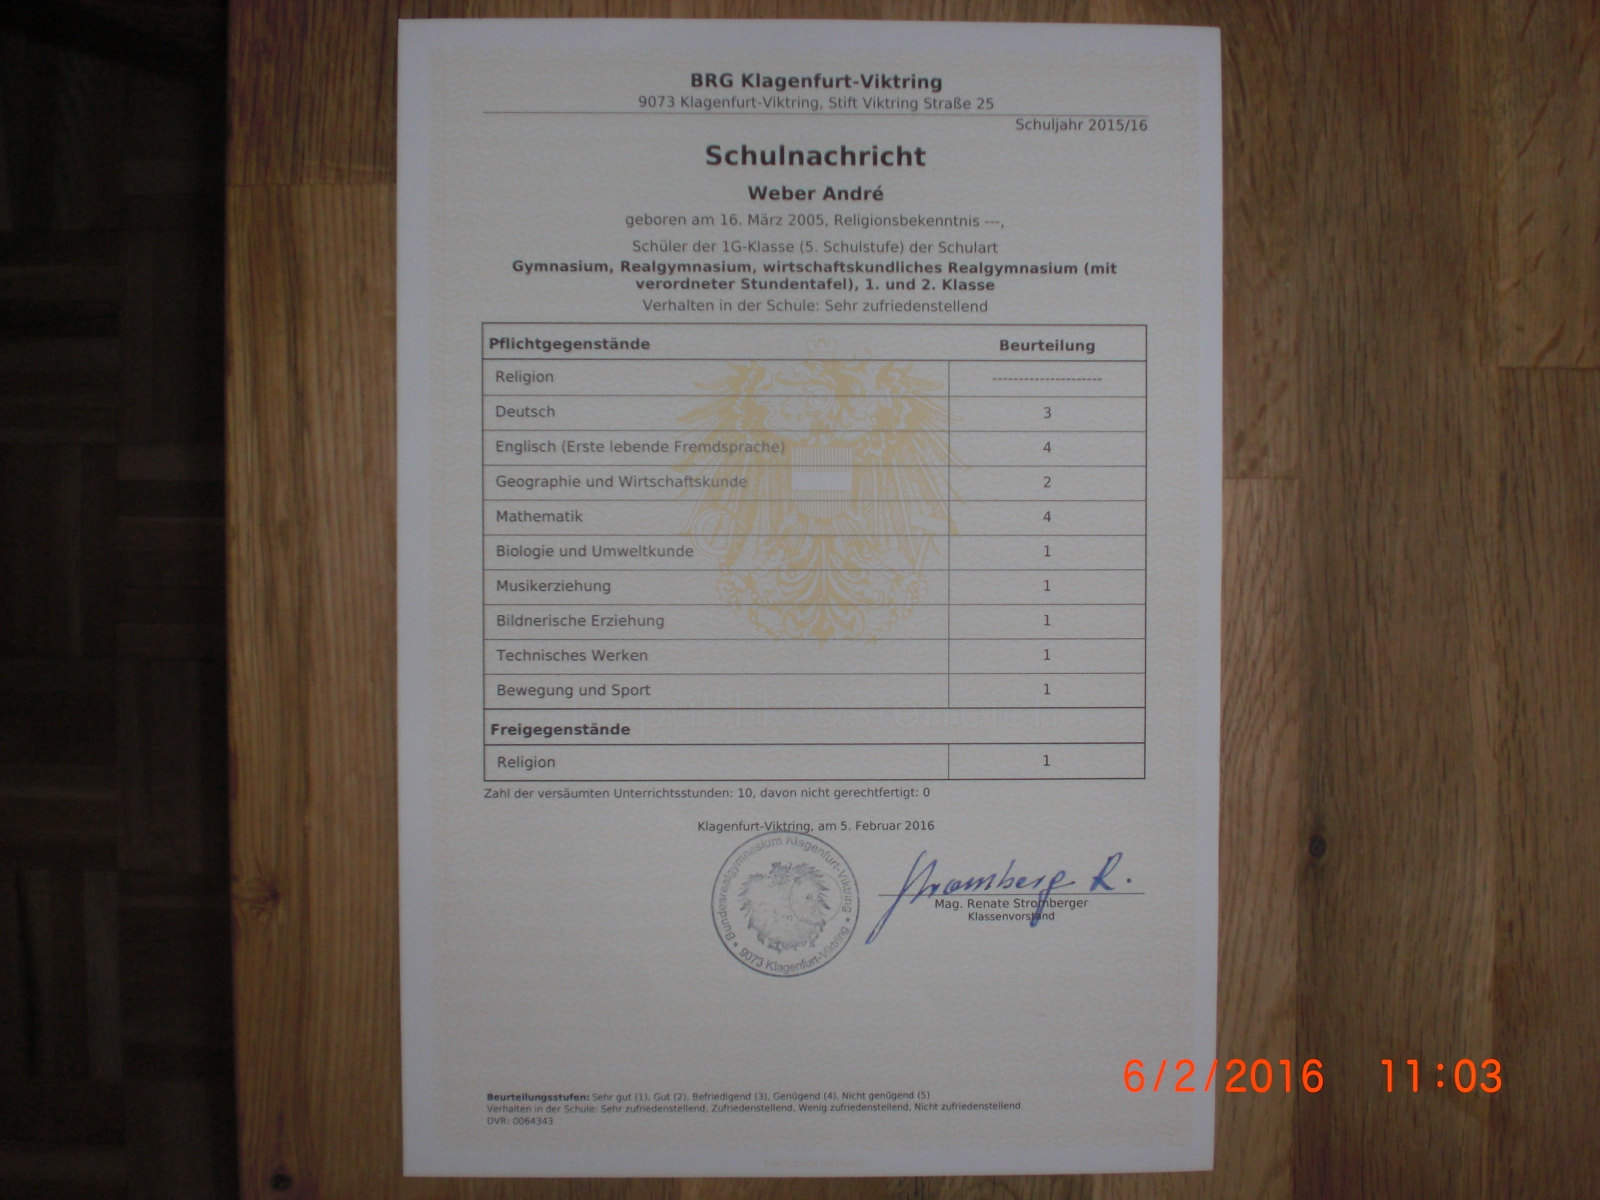 BRG Klagenfurt-Viktring
9073 Klagenfurt-Viktring, Stift Viktring Straße 25
Schuljahr 2015/16
Schulnachricht
Weber André
geboren am 16. März 2005, Religionsbekenntnis ---,
Schüler der 1G-Klasse (5. Schulstufe) der Schulart
Gymnasium, Realgymnasium, wirtschaftskundliches Realgymnasium (mit
verordneter Stundentafel), 1. und 2. Klasse
Verhalten in der Schule: Sehr zufriedenstellend
Pflichtgegenstände Beurteilung
Religion ---------------------
Deutsch 3
Englisch (Erste lebende Fremdsprache) 4
Geographie und Wirtschaftskunde 2
Mathematik 4
Biologie und Umweltkunde 1
Musikerziehung 1
Bildnerische Erziehung 1
Technisches Werken 1
Bewegung und Sport 1
Freigegenstände
Religion 1
Zahl der versäumten Unterrichtsstunden: 10, davon nicht gerechtfertigt: 0
Klagenfurt-Viktring, am 5. Februar 2016
Bundesrealgymnasium Klagenfurt-Viktring • 9073 Klagenfurt-Viktring •
Stromberg R.
Mag. Renate Stromberger
Klassenvorstand
Beurteilungsstufen: Sehr gut (1), Gut (2), Befriedigend (3), Genügend (4), Nicht genügend (5)
Verhalten in der Schule: Sehr zufriedenstellend, Zufriedenstellend, Wenig zufriedenstellend, Nicht zufriedenstellend
DVR: 0064343
6/2/2016 11:03